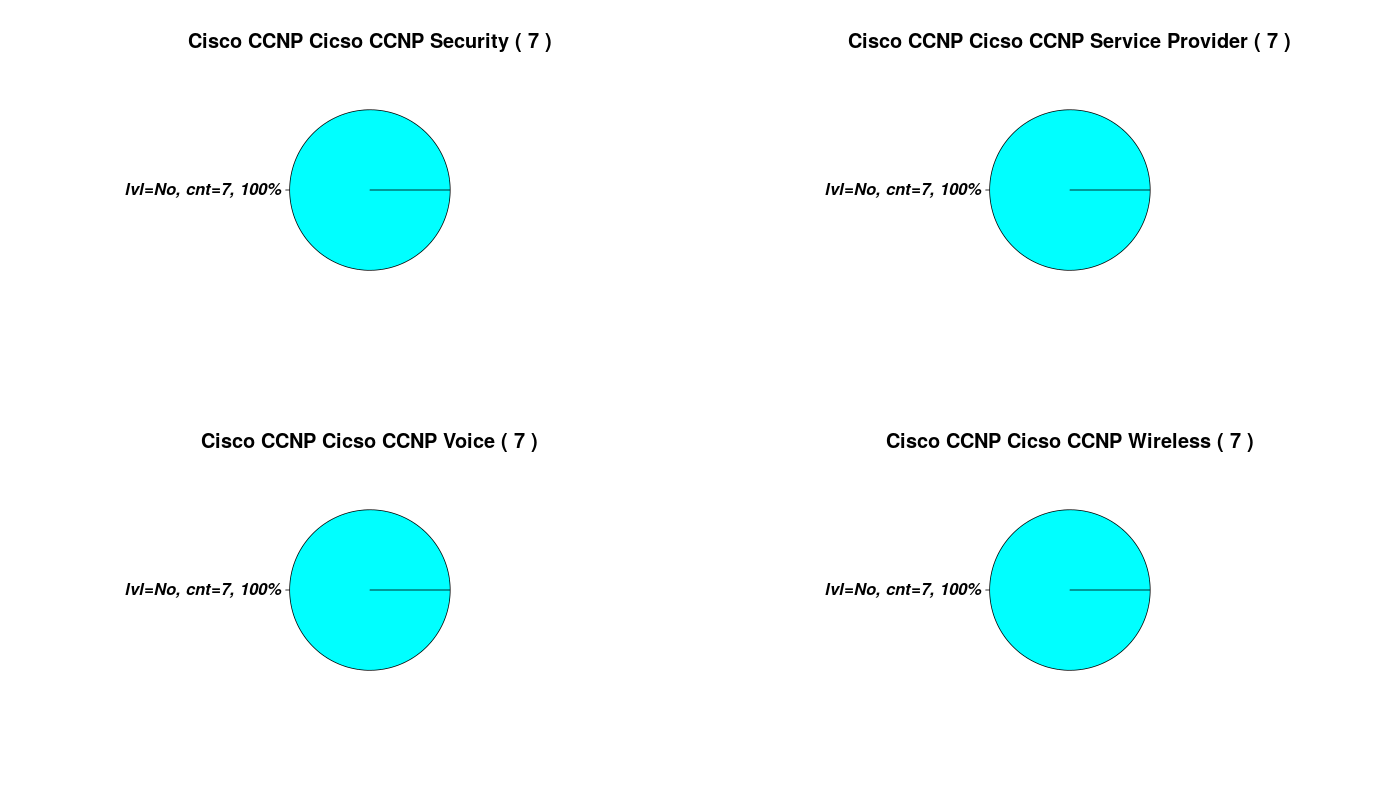 Cisco CCNP Cicso CCNP Security ( 7 )
lvl=No, cnt=7, 100%
Cisco CCNP Cicso CCNP Service Provider ( 7 )
lvl=No, cnt=7, 100%
Cisco CCNP Cicso CCNP Voice ( 7 )
lvl=No, cnt=7, 100%
Cisco CCNP Cicso CCNP Wireless ( 7 )
lvl=No, cnt=7, 100%